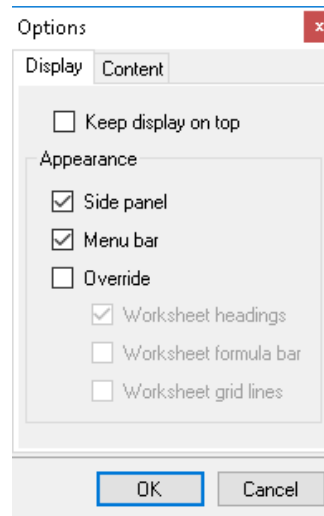 Options
Display Content
Keep display on top
Appearance
Side panel
Menu bar
Override
Worksheet headings
Worksheet formula bar
Worksheet grid lines
OK Cancel